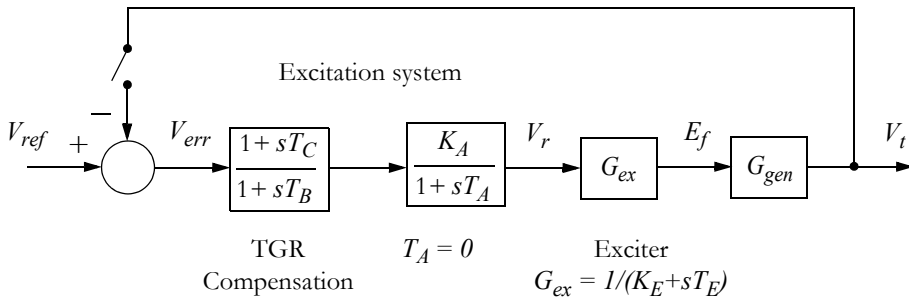 Excitation system
−
V_ref + V_err 1 + sT_C / 1 + sT_B K_A / 1 + sT_A V_r G_ex E_f G_gen V_t
TGR
Compensation
T_A = 0
Exciter
G_ex = 1/(K_E+sT_E)